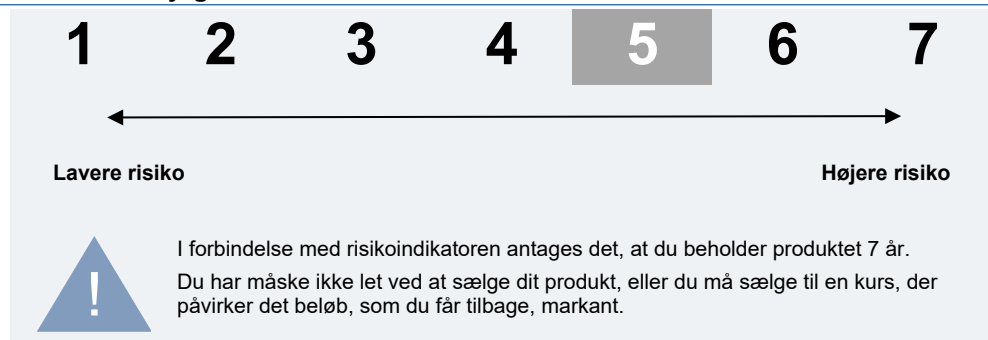 1 2 3 4 5 6 7
Lavere risiko Højere risiko
! I forbindelse med risikoindikatoren antages det, at du beholder produktet 7 år.
Du har måske ikke let ved at sælge dit produkt, eller du må sælge til en kurs, der
påvirker det beløb, som du får tilbage, markant.